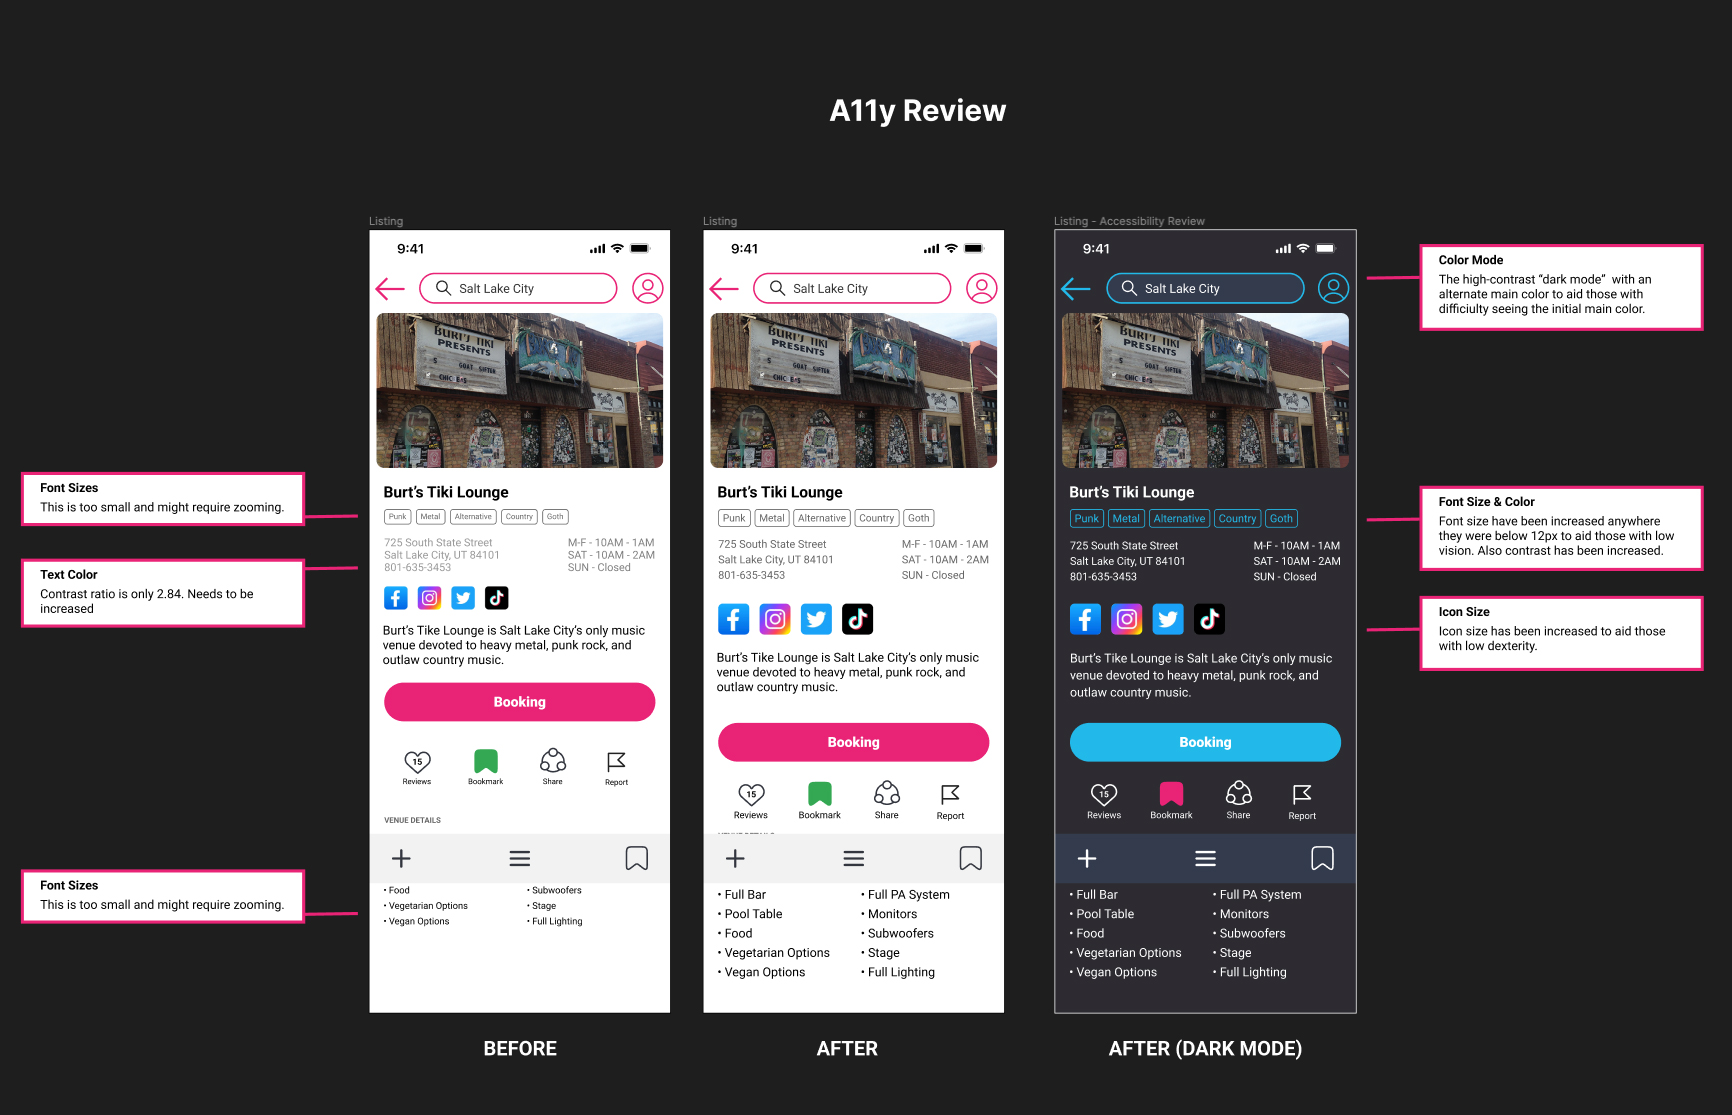 A11y Review
Listing
9:41
Salt Lake City
BURT'S TIKI
PRESENTS
GOAT SIFTER
Burt's Tiki Lounge
Punk Metal Alternative Country Goth
725 South State Street
Salt Lake City, UT 84101
801-635-3453
M-F - 10AM - 1AM
SAT - 10AM - 2AM
SUN - Closed
Burt's Tike Lounge is Salt Lake City's only music
venue devoted to heavy metal, punk rock, and
outlaw country music.
Booking
15
Reviews Bookmark Share Report
VENUE DETAILS
• Food
• Vegetarian Options
• Vegan Options
• Subwoofers
• Stage
• Full Lighting
BEFORE
Font Sizes
This is too small and might require zooming.
Text Color
Contrast ratio is only 2.84. Needs to be
increased
Font Sizes
This is too small and might require zooming.
Listing
9:41
Salt Lake City
BURT'S TIKI
PRESENTS
GOAT SIFTER
Burt's Tiki Lounge
Punk Metal Alternative Country Goth
725 South State Street
Salt Lake City, UT 84101
801-635-3453
M-F - 10AM - 1AM
SAT - 10AM - 2AM
SUN - Closed
Burt's Tike Lounge is Salt Lake City's only music
venue devoted to heavy metal, punk rock, and
outlaw country music.
Booking
15
Reviews Bookmark Share Report
• Full Bar
• Pool Table
• Food
• Vegetarian Options
• Vegan Options
• Full PA System
• Monitors
• Subwoofers
• Stage
• Full Lighting
AFTER
Listing - Accessibility Review
9:41
Salt Lake City
BURT'S TIKI
PRESENTS
GOAT SIFTER
Burt's Tiki Lounge
Punk Metal Alternative Country Goth
725 South State Street
Salt Lake City, UT 84101
801-635-3453
M-F - 10AM - 1AM
SAT - 10AM - 2AM
SUN - Closed
Burt's Tike Lounge is Salt Lake City's only music
venue devoted to heavy metal, punk rock, and
outlaw country music.
Booking
15
Reviews Bookmark Share Report
• Full Bar
• Pool Table
• Food
• Vegetarian Options
• Vegan Options
• Full PA System
• Monitors
• Subwoofers
• Stage
• Full Lighting
AFTER (DARK MODE)
Color Mode
The high-contrast “dark mode” with an
alternate main color to aid those with
difficiulty seeing the initial main color.
Font Size & Color
Font size have been increased anywhere
they were below 12px to aid those with low
vision. Also contrast has been increased.
Icon Size
Icon size has been increased to aid those
with low dexterity.